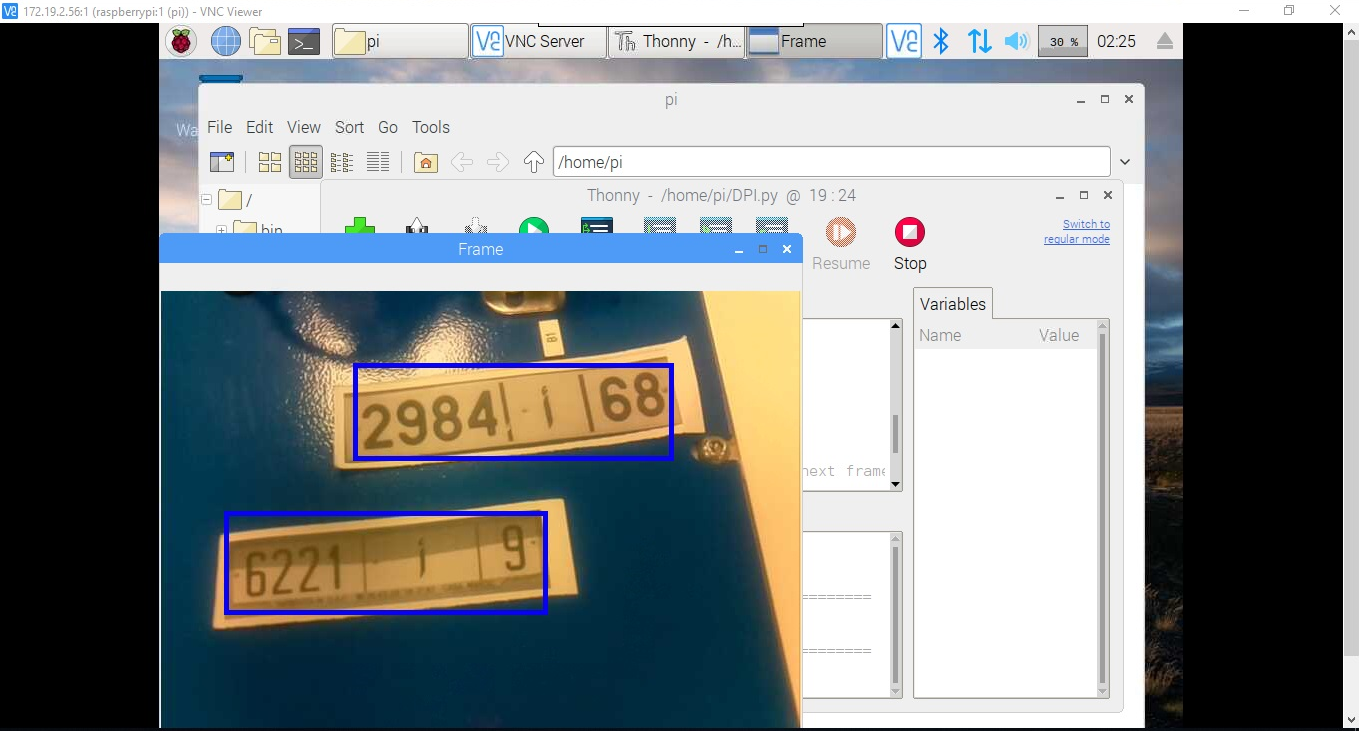 172.19.2.56:1 (raspberrypi:1 (pi)) - VNC Viewer
pi
VNC Server
Thonny - /h...
Frame
30 %
02:25
Wa
pi
File Edit View Sort Go Tools
/home/pi
/
bin
Thonny - /home/pi/DPI.py @ 19:24
Switch to
regular mode
Resume
Stop
Frame
Variables
Name Value
next frame
========
========
B1
2984 أ 68
6221 أ 9